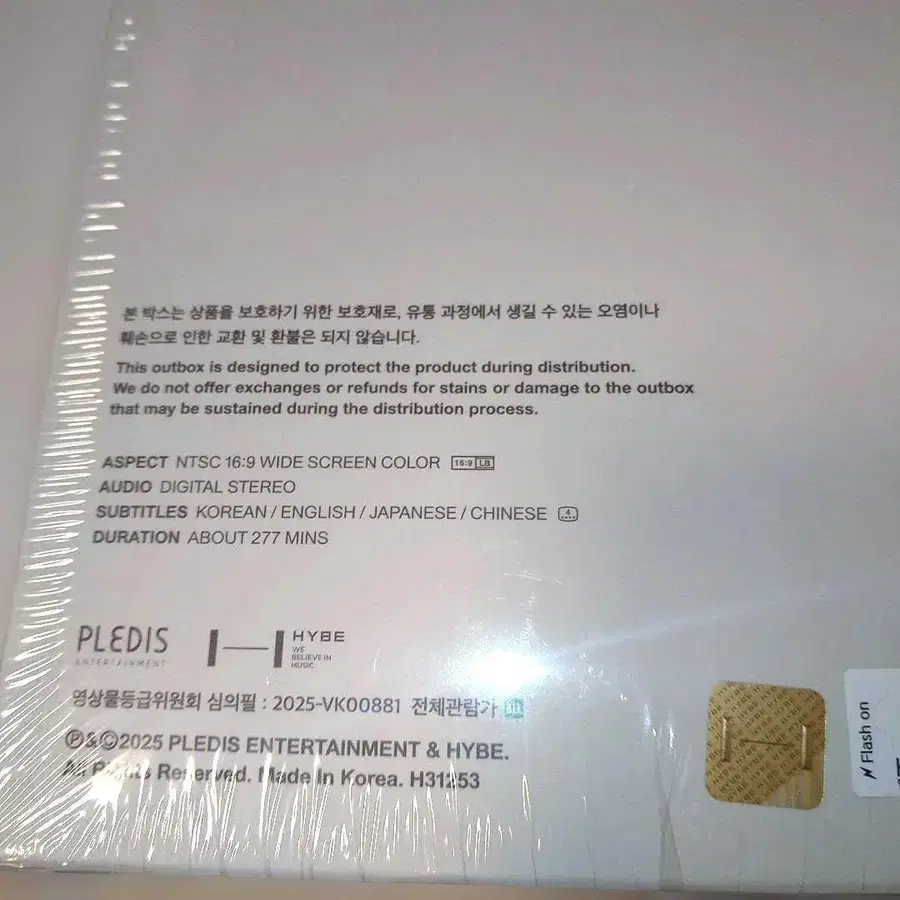 본 박스는 상품을 보호하기 위한 보호재로, 유통 과정에서 생길 수 있는 오염이나
훼손으로 인한 교환 및 환불은 되지 않습니다.
This outbox is designed to protect the product during distribution.
We do not offer exchanges or refunds for stains or damage to the outbox
that may be sustained during the distribution process.
ASPECT NTSC 16:9 WIDE SCREEN COLOR 16:9 LB
AUDIO DIGITAL STEREO
SUBTITLES KOREAN / ENGLISH / JAPANESE / CHINESE 4
DURATION ABOUT 277 MINS
PLEDIS
ENTERTAINMENT
HYBE
WE
BELIEVE IN
MUSIC
영상물등급위원회 심의필 : 2025-VK00881 전체관람가 ALL
Ⓟ&©2025 PLEDIS ENTERTAINMENT & HYBE.
All Rights Reserved. Made In Korea. H31253
Flash on